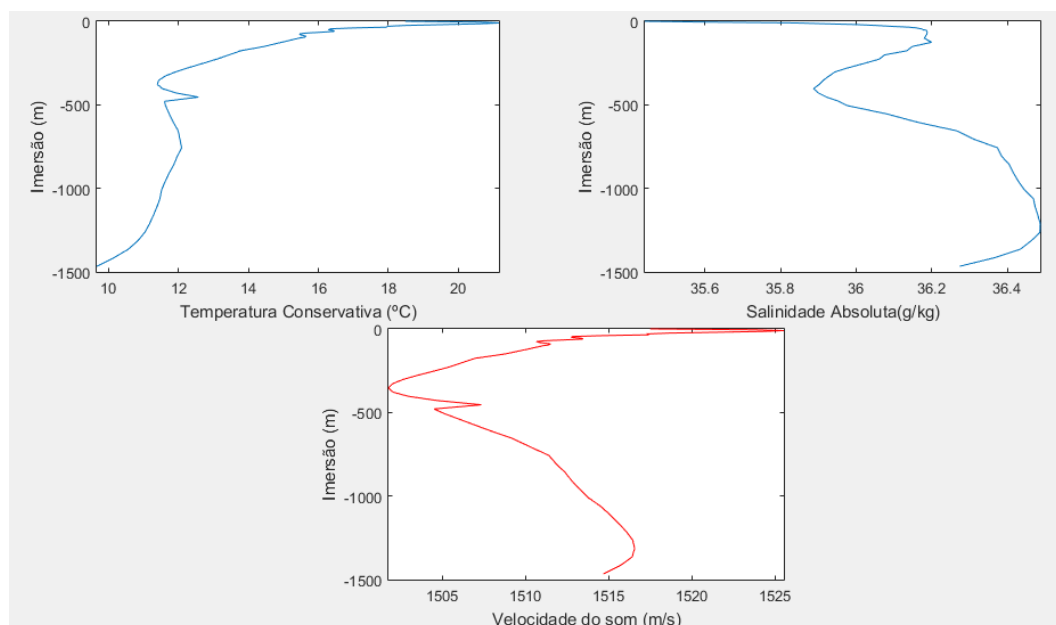 0
-500
-1000
-1500
Imersão (m)
10 12 14 16 18 20
Temperatura Conservativa (ºC)
0
-500
-1000
-1500
Imersão (m)
35.6 35.8 36 36.2 36.4
Salinidade Absoluta(g/kg)
0
-500
-1000
-1500
Imersão (m)
1505 1510 1515 1520 1525
Velocidade do som (m/s)